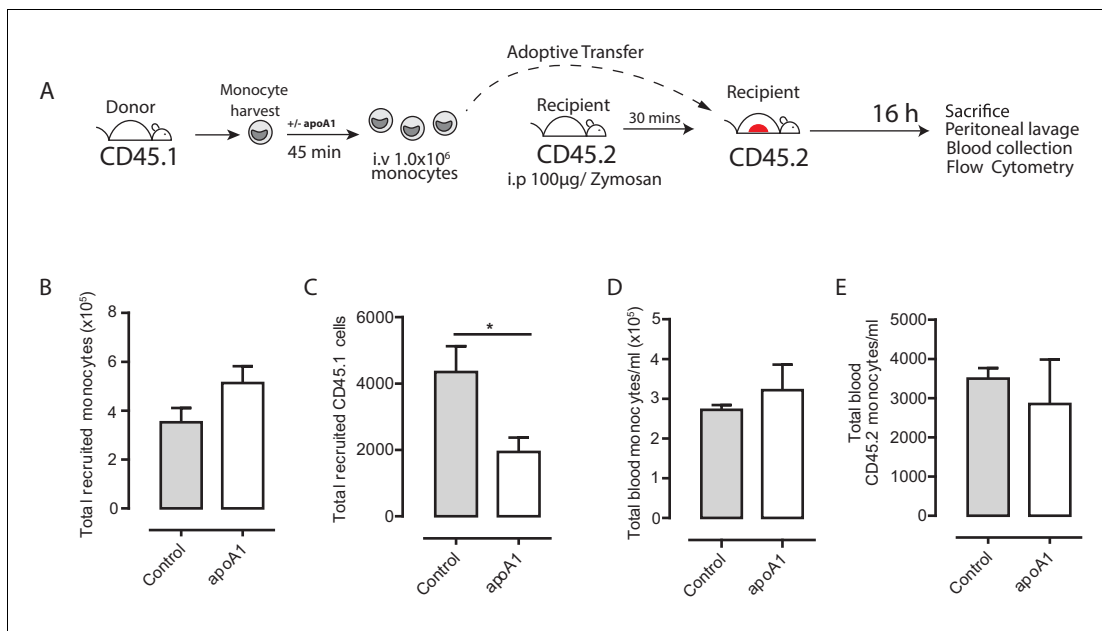 A
Donor
CD45.1
Monocyte
harvest
+/- apoA1
45 min
i.v 1.0x10⁶
monocytes
Adoptive Transfer
Recipient
CD45.2
i.p 100µg/ Zymosan
30 mins
Recipient
CD45.2
16 h
Sacrifice
Peritoneal lavage
Blood collection
Flow Cytometry
B
Total recruited monocytes (x10⁵)
8
6
4
2
0
Control
apoA1
C
Total recruited CD45.1 cells
6000
4000
2000
0
*
Control
apoA1
D
Total blood monocytes/ml (x10⁵)
5
4
3
2
1
0
Control
apoA1
E
Total blood
CD45.2 monocytes/ml
5000
4000
3000
2000
1000
0
Control
apoA1